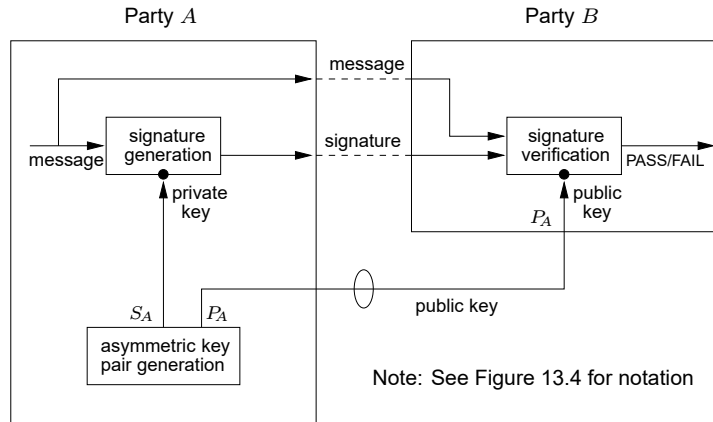 Party A
Party B
message
signature
generation
message
signature
signature
verification
PASS/FAIL
private
key
public
key
P_A
S_A
P_A
public key
asymmetric key
pair generation
Note: See Figure 13.4 for notation